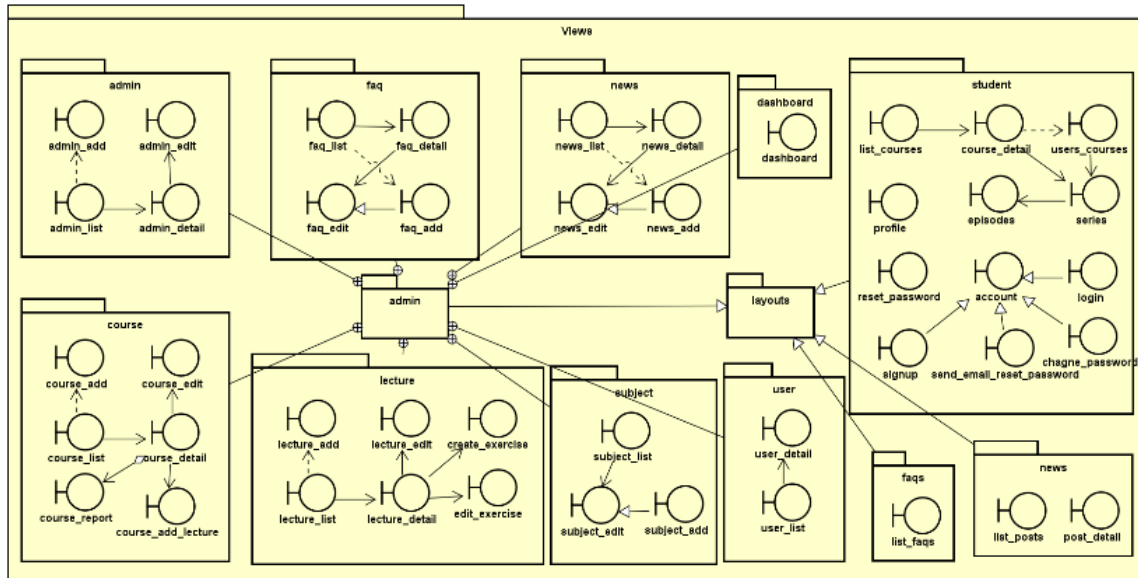 Views
admin
admin_add
admin_edit
admin_list
admin_detail
faq
faq_list
faq_detail
faq_edit
faq_add
news
news_list
news_detail
news_edit
news_add
dashboard
dashboard
student
list_courses
course_detail
users_courses
profile
episodes
series
reset_password
account
login
signup
send_email_reset_password
chagne_password
admin
layouts
course
course_add
course_edit
course_list
course_detail
course_report
course_add_lecture
lecture
lecture_add
lecture_edit
create_exercise
lecture_list
lecture_detail
edit_exercise
subject
subject_list
subject_edit
subject_add
user
user_detail
user_list
faqs
list_faqs
news
list_posts
post_detail